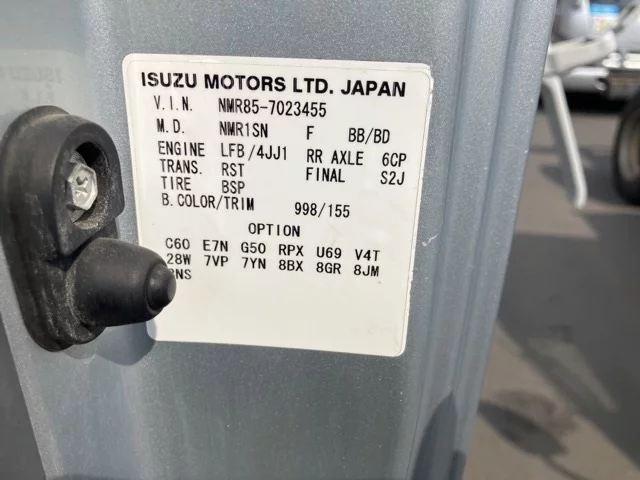 ISUZU MOTORS LTD. JAPAN
V.I.N. NMR85-7023455
M.D. NMR1SN F BB/BD
ENGINE LFB/4JJ1 RR AXLE 6CP
TRANS. RST FINAL S2J
TIRE BSP
B.COLOR/TRIM 998/155
OPTION
C60 E7N G50 RPX U69 V4T
28W 7VP 7YN 8BX 8GR 8JM